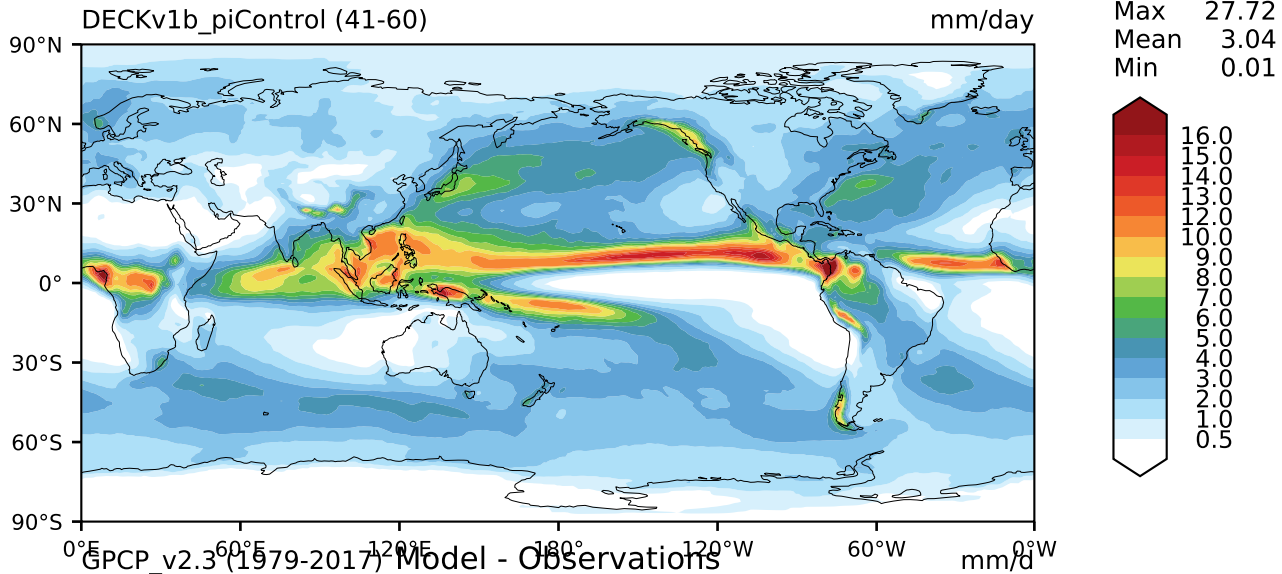 DECKv1b_piControl (41-60) mm/day
Max 27.72
Mean 3.04
Min 0.01
90°N
60°N
30°N
0°
30°S
60°S
90°S
16.0
15.0
14.0
13.0
12.0
10.0
9.0
8.0
7.0
6.0
5.0
4.0
3.0
2.0
1.0
0.5
0°E 60°E 120°E 180° 120°W 60°W 0°W
GPCP_v2.3 (1979-2017) Model - Observations mm/d